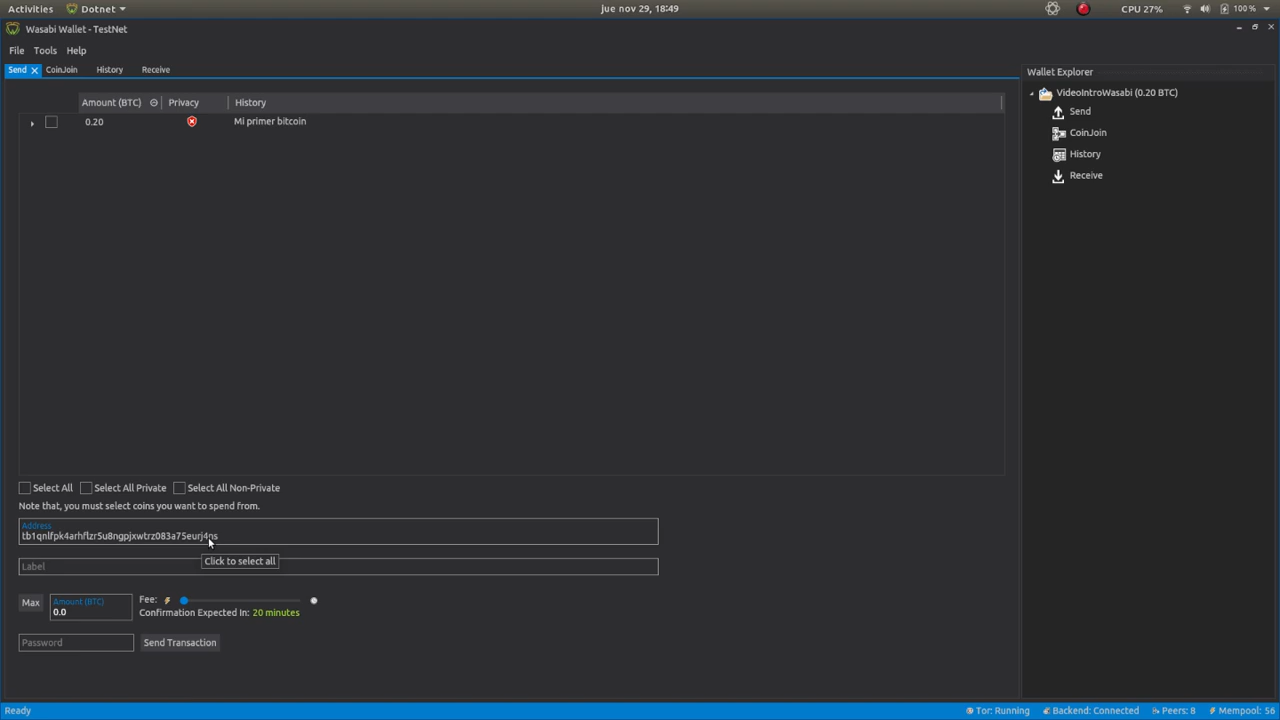 Activities Dotnet jue nov 29, 18:49 CPU 27% 100 %
Wasabi Wallet - TestNet
File Tools Help
Send CoinJoin History Receive
Wallet Explorer
VideoIntroWasabi (0.20 BTC)
Send
CoinJoin
History
Receive
Amount (BTC) Privacy History
0.20 Mi primer bitcoin
Select All Select All Private Select All Non-Private
Note that, you must select coins you want to spend from.
Address
tb1qnlfpk4arhflzr5u8ngpjxwtrz083a75eurj4ns
Click to select all
Label
Max Amount (BTC) Fee:
0.0 Confirmation Expected In: 20 minutes
Password Send Transaction
Ready Tor: Running Backend: Connected Peers: 8 Mempool: 56